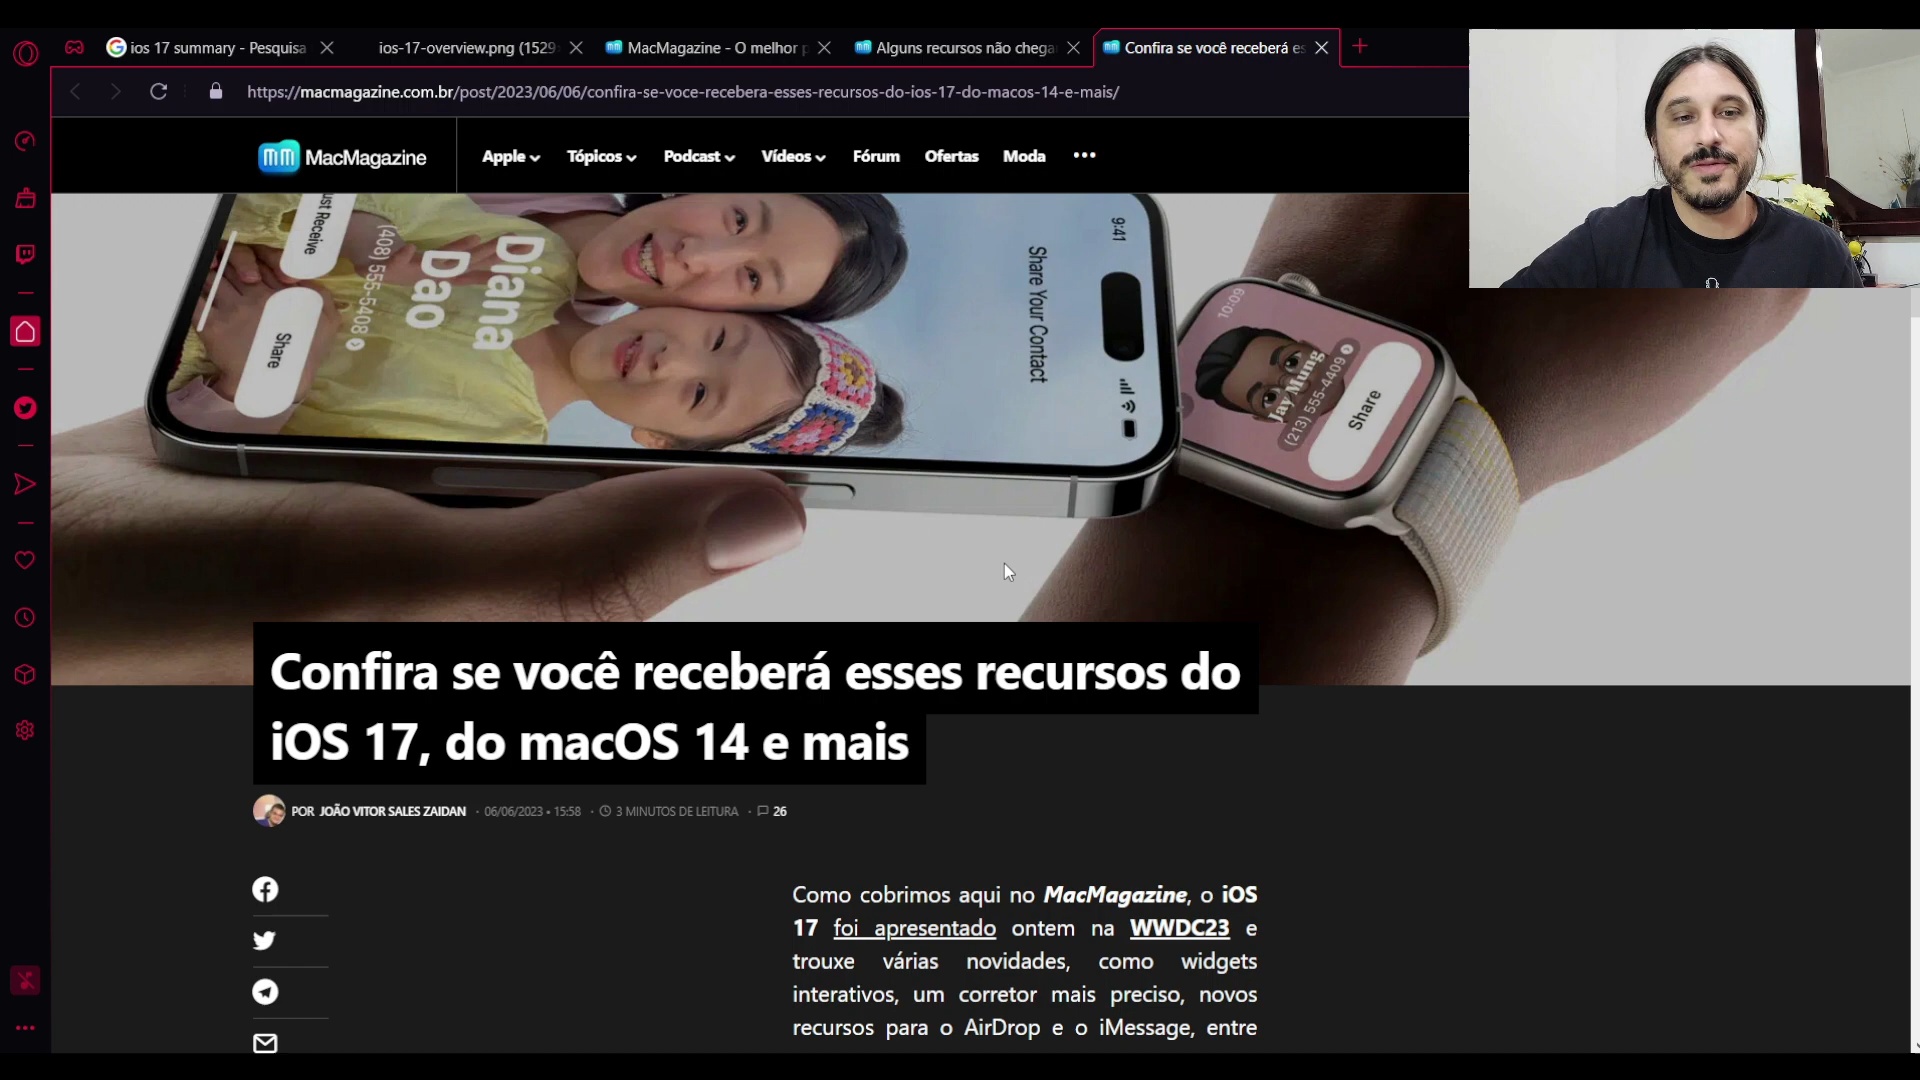 ios 17 summary - Pesquisa
ios-17-overview.png (1529
MacMagazine - O melhor p
Alguns recursos não chega
Confira se você receberá es
https://macmagazine.com.br/post/2023/06/06/confira-se-voce-recebera-esses-recursos-do-ios-17-do-macos-14-e-mais/
MacMagazine
Apple
Tópicos
Podcast
Vídeos
Fórum
Ofertas
Moda
9:41
Share Your Contact
Diana
Dao
(408) 555-5408
ust Receive
Share
10:09
Jay Mung
(213) 555-4409
Share
Confira se você receberá esses recursos do
iOS 17, do macOS 14 e mais
POR JOÃO VITOR SALES ZAIDAN • 06/06/2023 • 15:58 • 3 MINUTOS DE LEITURA • 26
Como cobrimos aqui no MacMagazine, o iOS
17 foi apresentado ontem na WWDC23 e
trouxe várias novidades, como widgets
interativos, um corretor mais preciso, novos
recursos para o AirDrop e o iMessage, entre